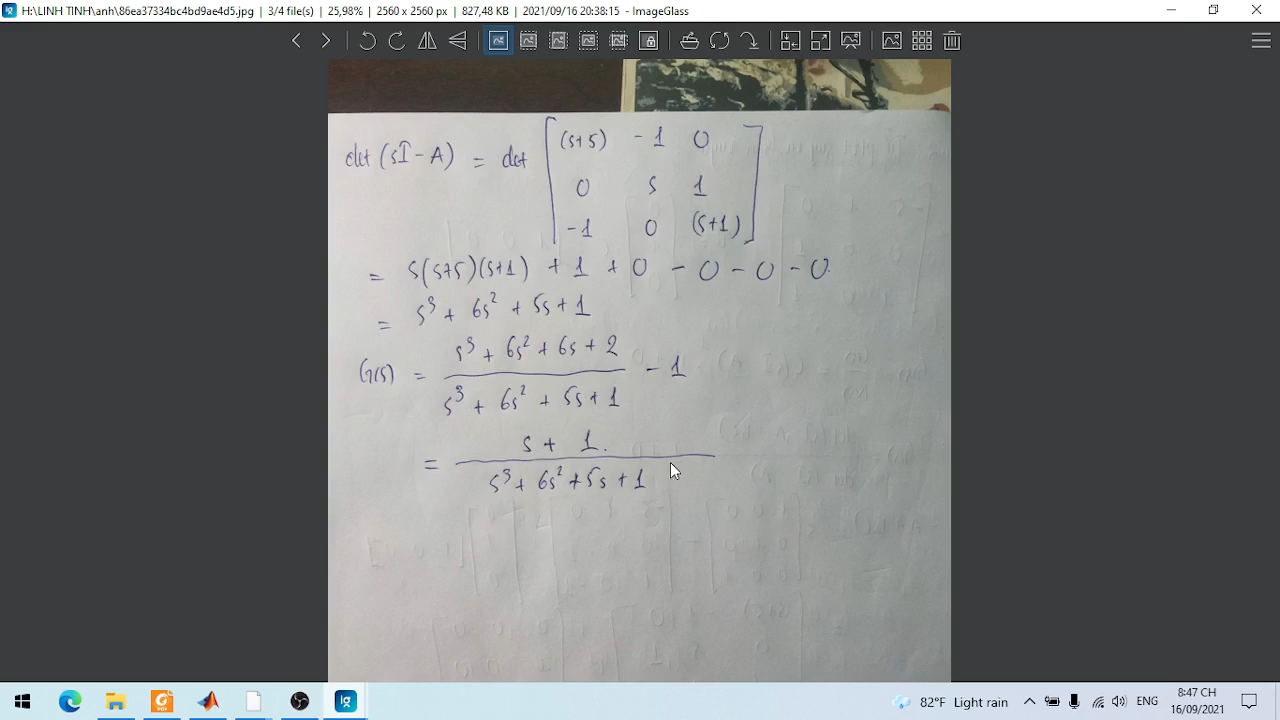 H:\LINH TINH\anh\86ea37334bc4bd9ae4d5.jpg | 3/4 file(s) | 25,98% | 2560 x 2560 px | 827,48 KB | 2021/09/16 20:38:15 - ImageGlass
det (sI - A) = det [ (s+5) -1 0
0 s 1
-1 0 (s+1) ]
= s(s+5)(s+1) + 1 + 0 - 0 - 0 - 0.
= s³ + 6s² + 5s + 1
s³ + 6s² + 6s + 2
G(s) = - 1
s³ + 6s² + 5s + 1
s + 1.
=
s³ + 6s² + 5s + 1
82°F Light rain
ENG
8:47 CH
16/09/2021